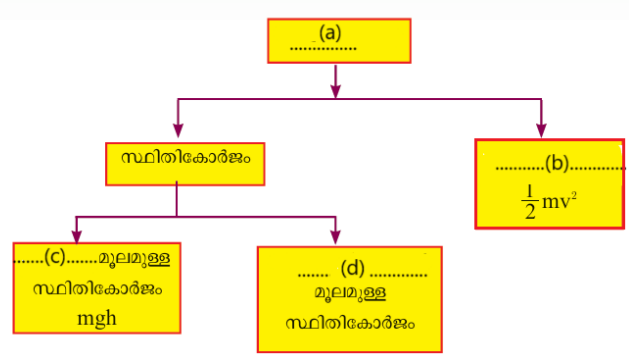 (a)
...............
സ്ഥിതികോർജം
...........(b)............
1/2 mv²
.......(c).......മൂലമുള്ള
സ്ഥിതികോർജം
mgh
....... (d) .............
മൂലമുള്ള
സ്ഥിതികോർജം